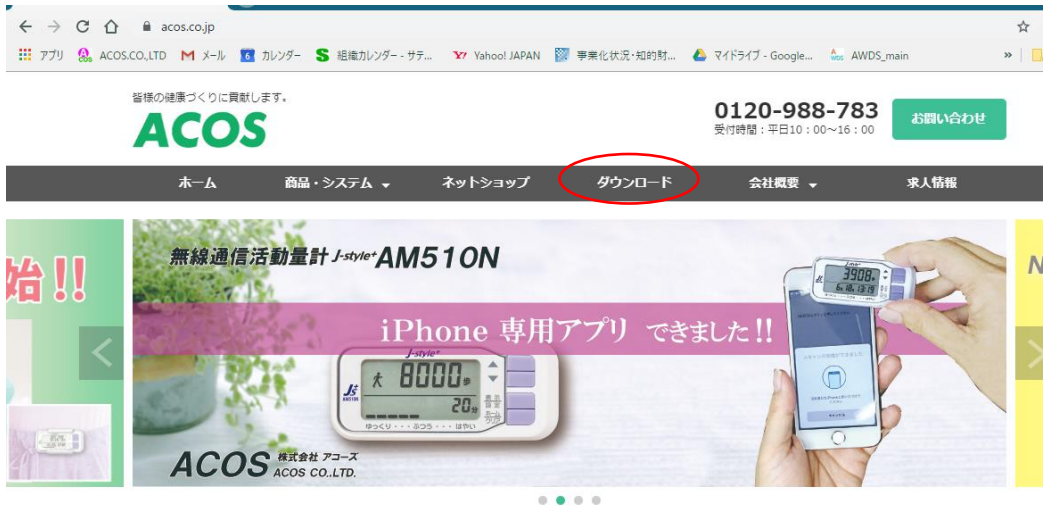 acos.co.jp
アプリ ACOS.CO.,LTD メール カレンダー 組織カレンダー - サテ... Yahoo! JAPAN 事業化状況・知的財... マイドライブ - Google... AWDS_main »
皆様の健康づくりに貢献します。
ACOS
0120-988-783
受付時間:平日10:00～16:00
お問い合わせ
ホーム 商品・システム ネットショップ ダウンロード 会社概要 求人情報
始!!
無線通信活動量計 J-style+ AM510N
iPhone 専用アプリ できました!!
J-style+
8000歩
20分
ゆっくり・・・ふつう・・・はやい
J-style+
3908
ACOS 株式会社 アコーズ
ACOS CO.,LTD.
N